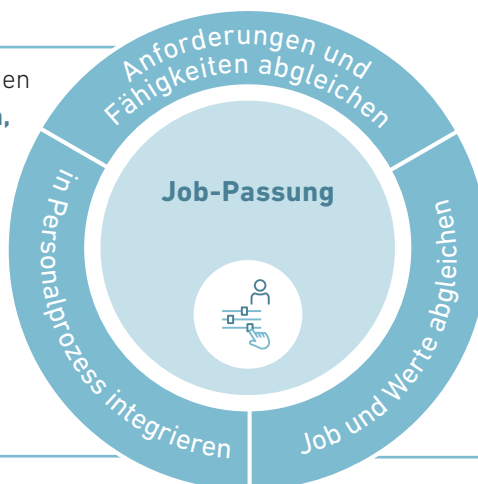 Anforderungen und
Fähigkeiten abgleichen
Job-Passung
in Personalprozess integrieren
Job und Werte abgleichen